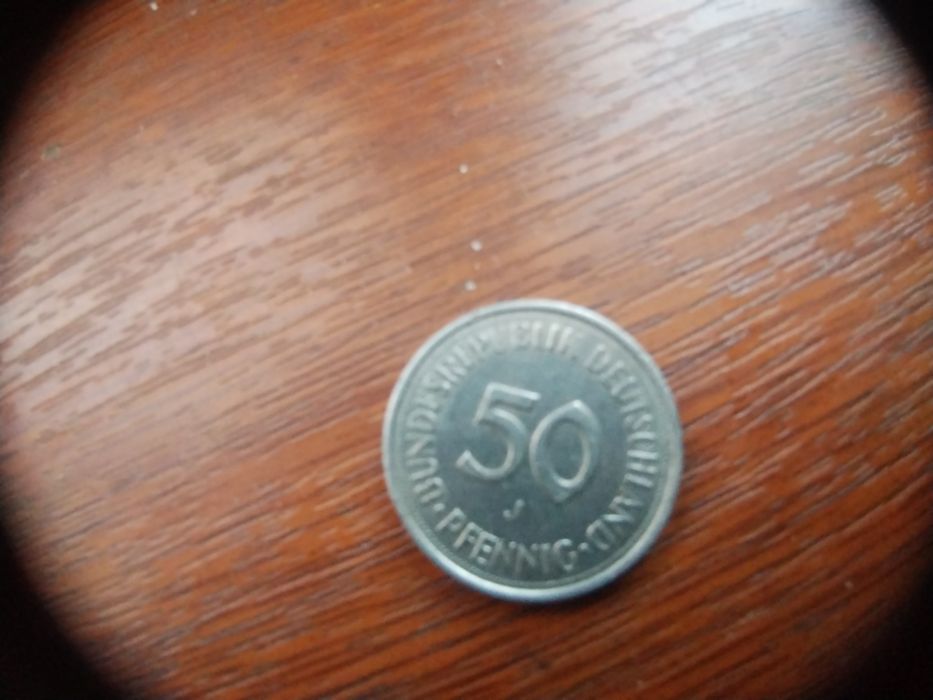 BUNDESREPUBLIK DEUTSCHLAND
50
J
·PFENNIG·